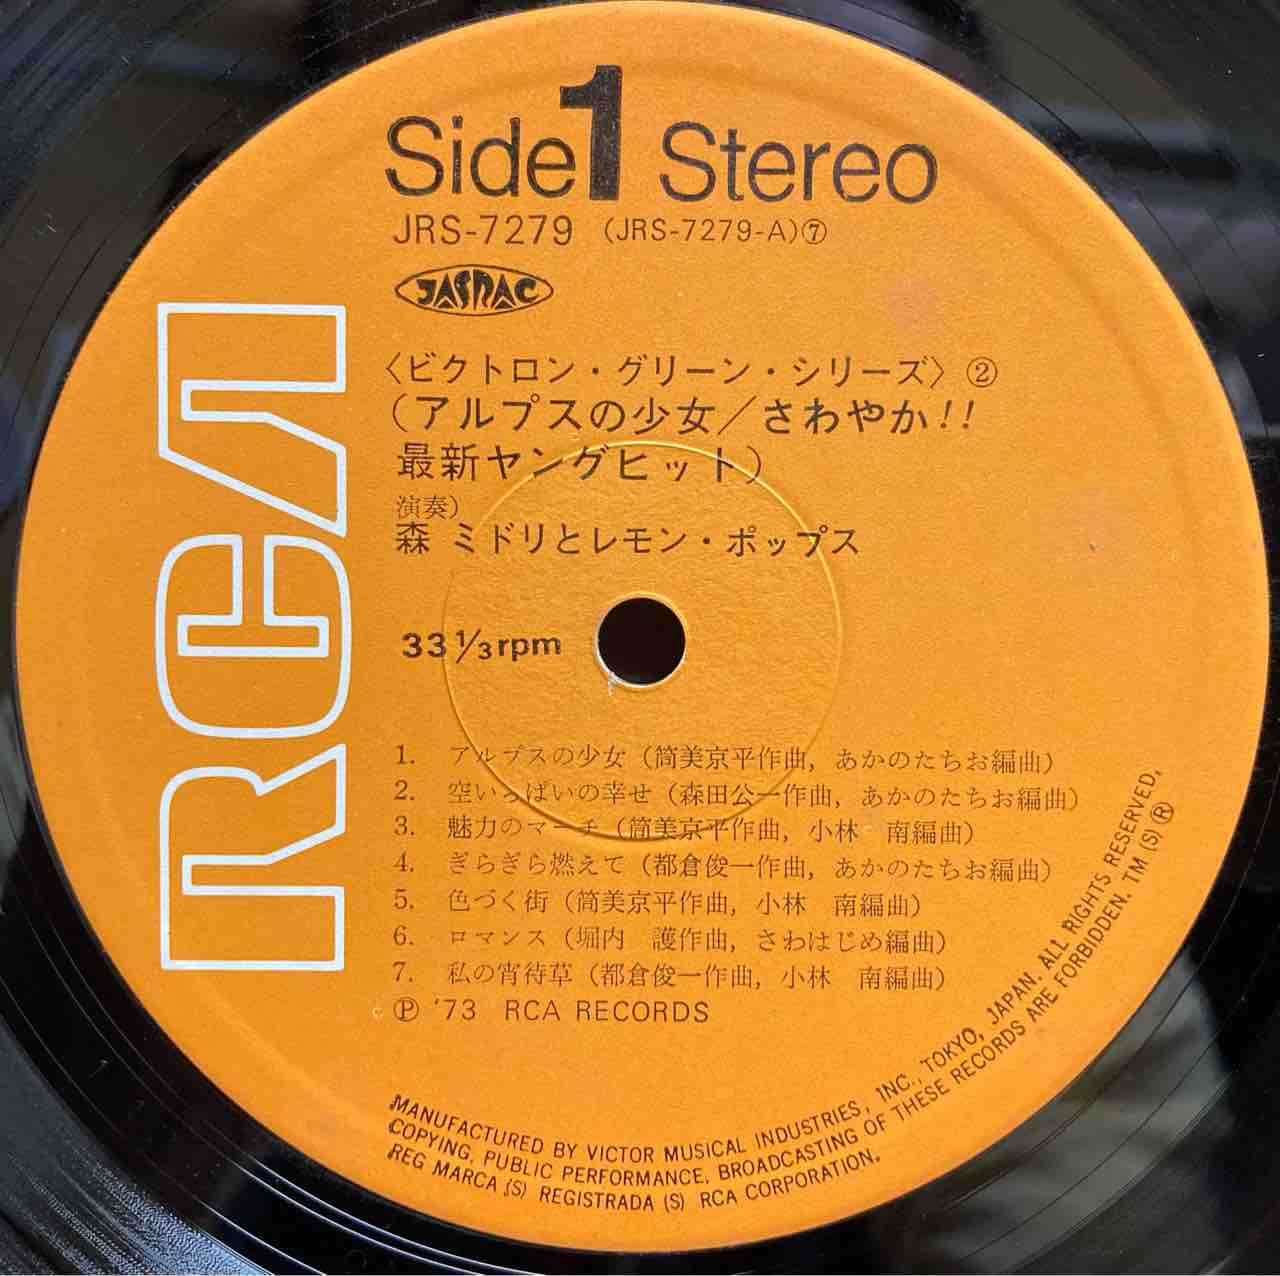 Side 1 Stereo
JRS-7279 (JRS-7279-A)⑦
JASRAC
RCA
〈ビクトロン・グリーン・シリーズ〉②
(アルプスの少女/さわやか!!
最新ヤングヒット)
演奏)
森 ミドリとレモン・ポップス
33 1/3 rpm
1. アルプスの少女(筒美京平作曲, あかのたちお編曲)
2. 空いっぱいの幸せ(森田公一作曲, あかのたちお編曲)
3. 魅力のマーチ(筒美京平作曲, 小林 南編曲)
4. ぎらぎら燃えて(都倉俊一作曲, あかのたちお編曲)
5. 色づく街(筒美京平作曲, 小林 南編曲)
6. ロマンス(堀内 護作曲, さわはじめ編曲)
7. 私の宵待草(都倉俊一作曲, 小林 南編曲)
Ⓟ '73 RCA RECORDS
MANUFACTURED BY VICTOR MUSICAL INDUSTRIES, INC., TOKYO, JAPAN. ALL RIGHTS RESERVED,
COPYING, PUBLIC PERFORMANCE, BROADCASTING OF THESE RECORDS ARE FORBIDDEN. TM (S) ®
REG MARCA (S) REGISTRADA (S) RCA CORPORATION.